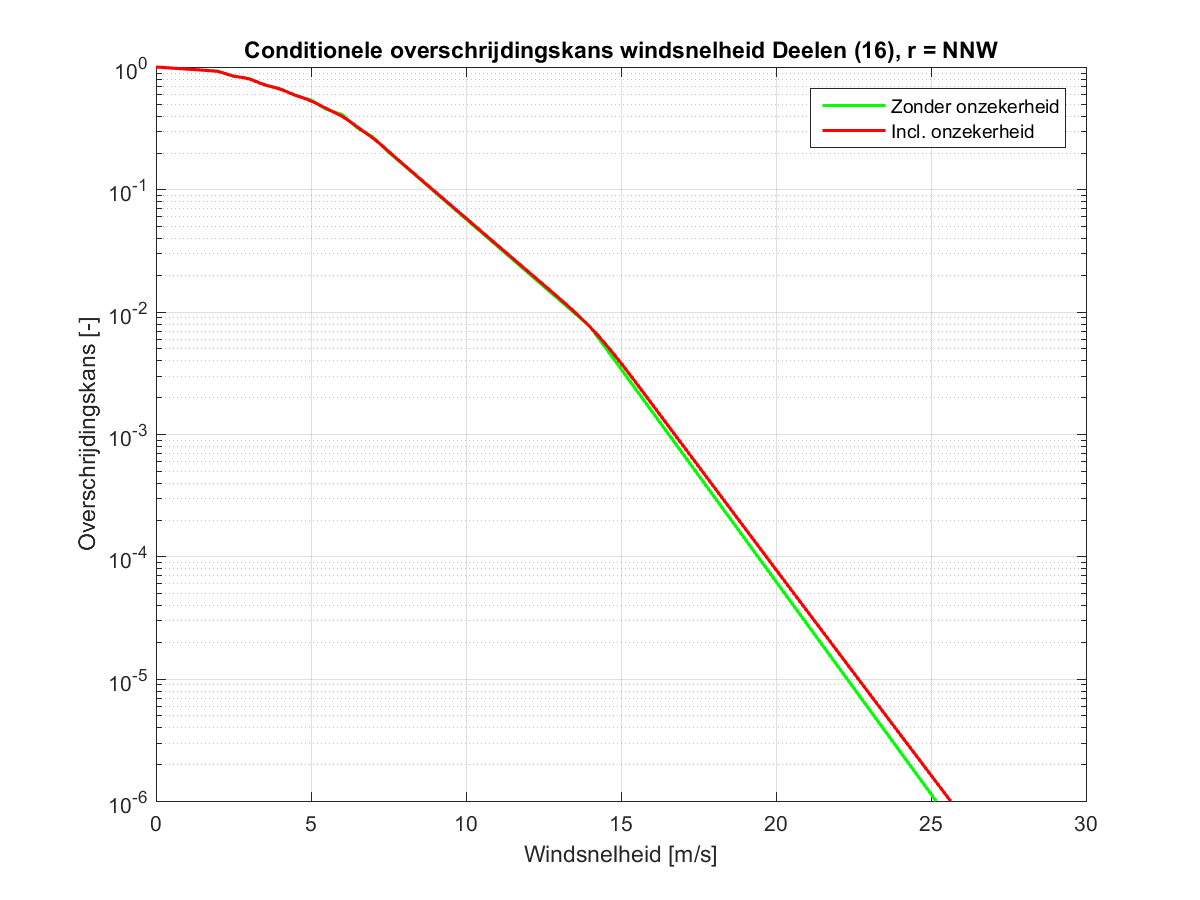 Conditionele overschrijdingskans windsnelheid Deelen (16), r = NNW
Zonder onzekerheid
Incl. onzekerheid
Overschrijdingskans [-]
10^0
10^-1
10^-2
10^-3
10^-4
10^-5
10^-6
0 5 10 15 20 25 30
Windsnelheid [m/s]